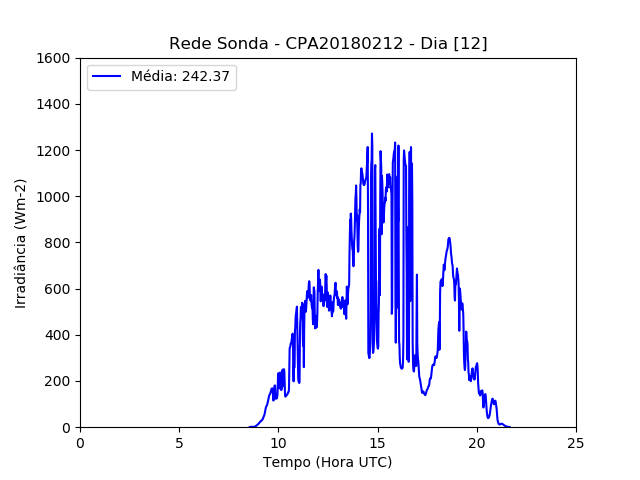 Rede Sonda - CPA20180212 - Dia [12]
Média: 242.37
Irradiância (Wm-2)
1600
1400
1200
1000
800
600
400
200
0
0 5 10 15 20 25
Tempo (Hora UTC)